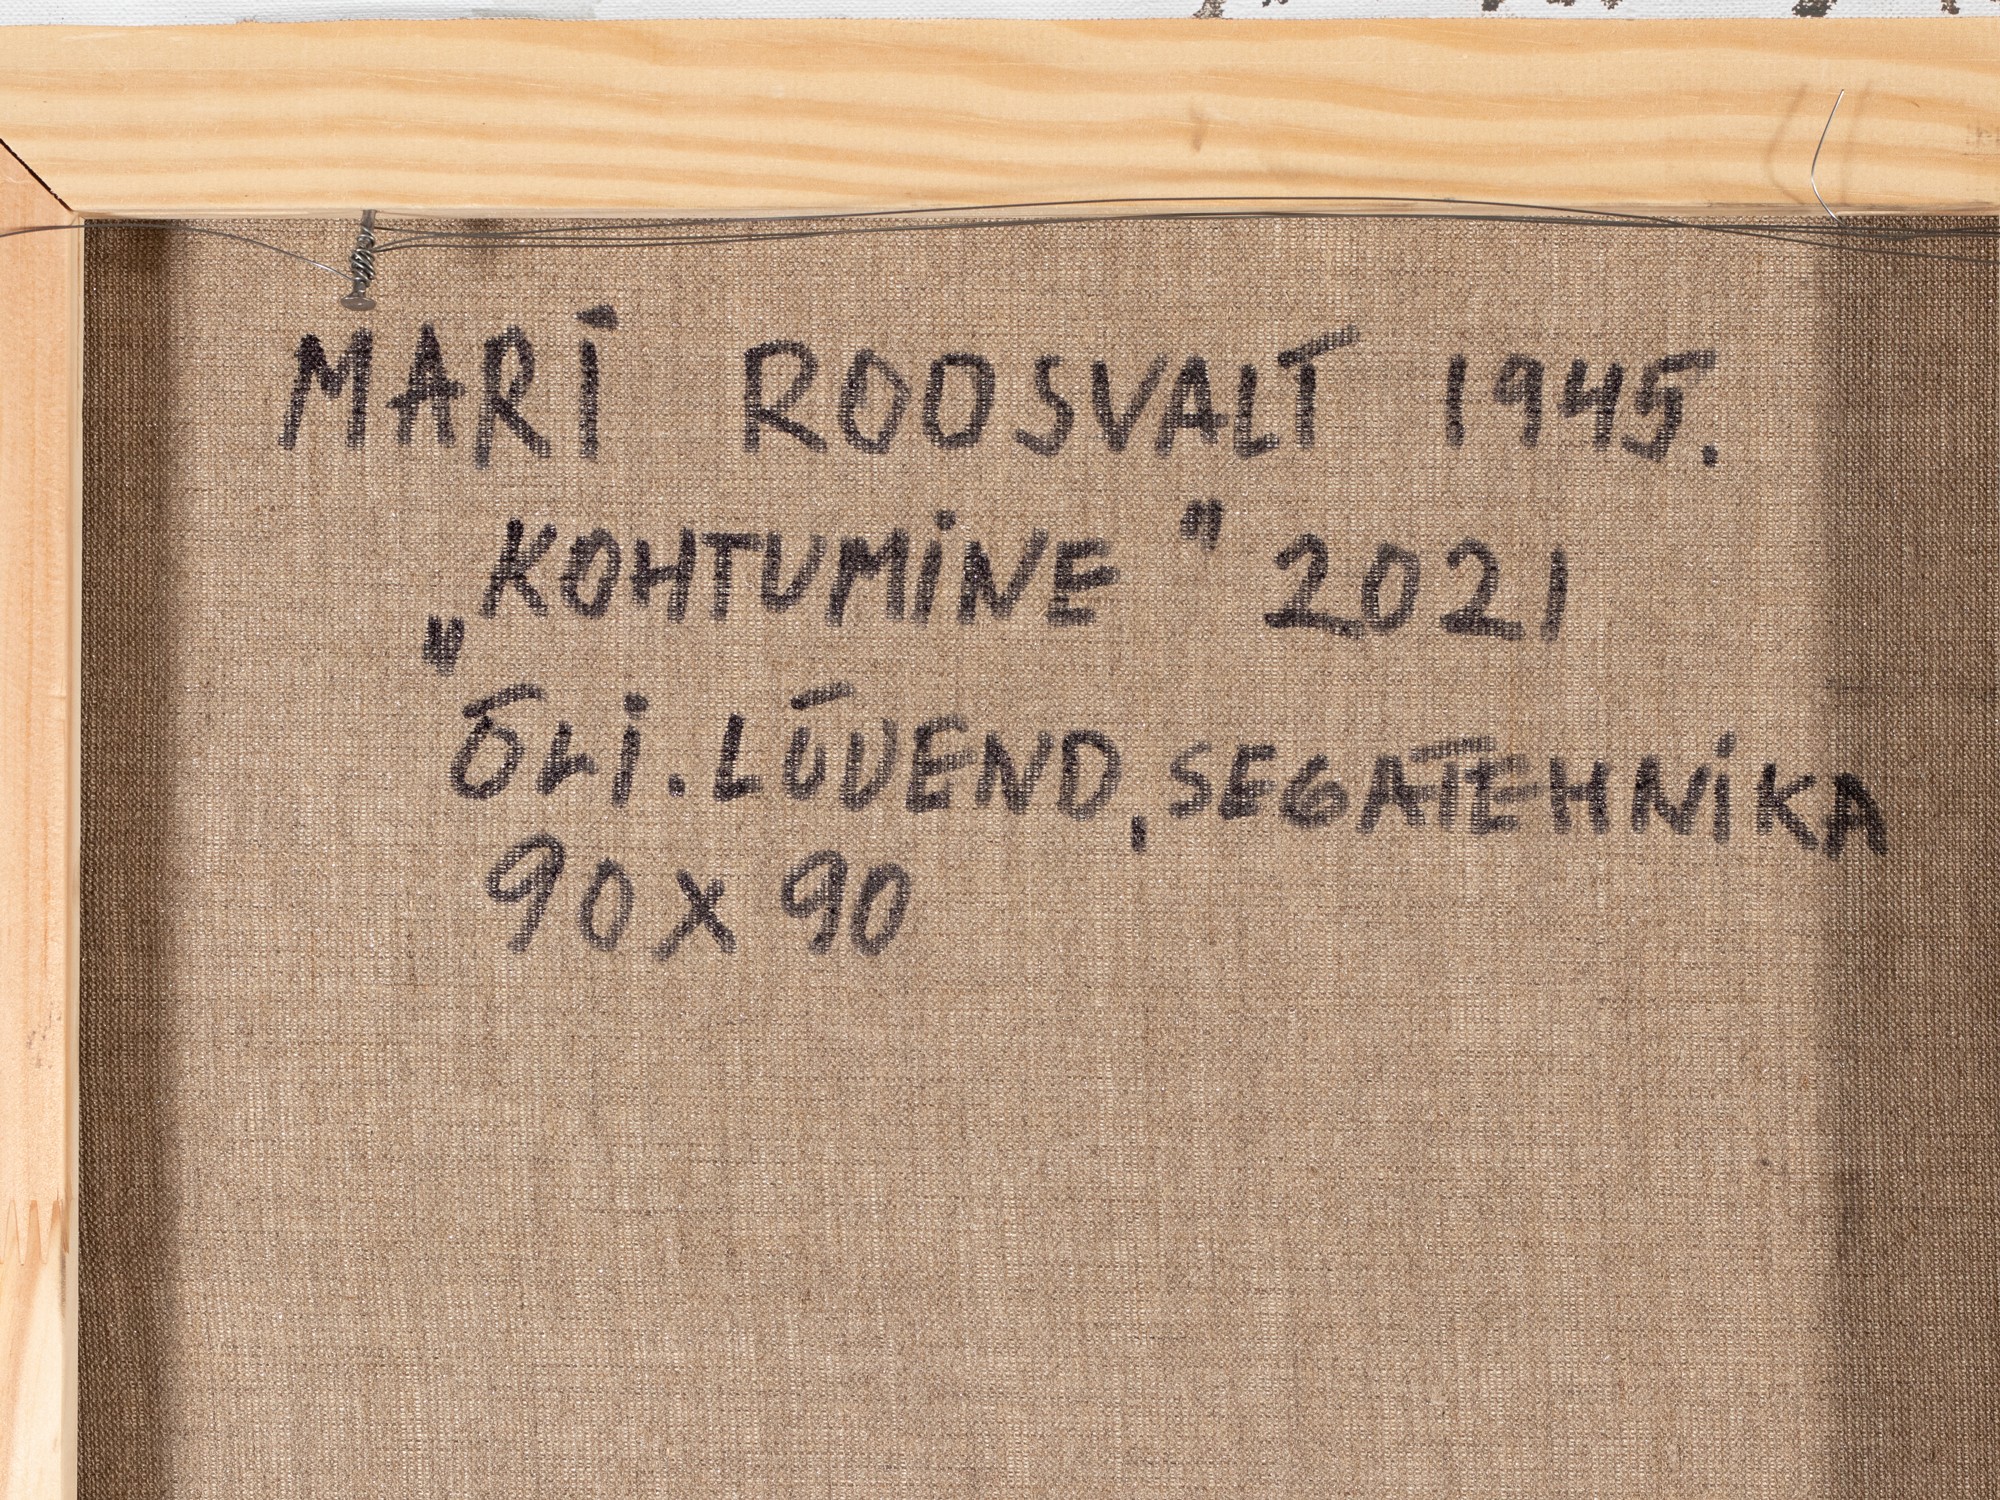 MARI ROOSVALT 1945.
„KOHTUMINE" 2021
ÕLI. LÕUEND, SEGATEHNIKA
90 x 90